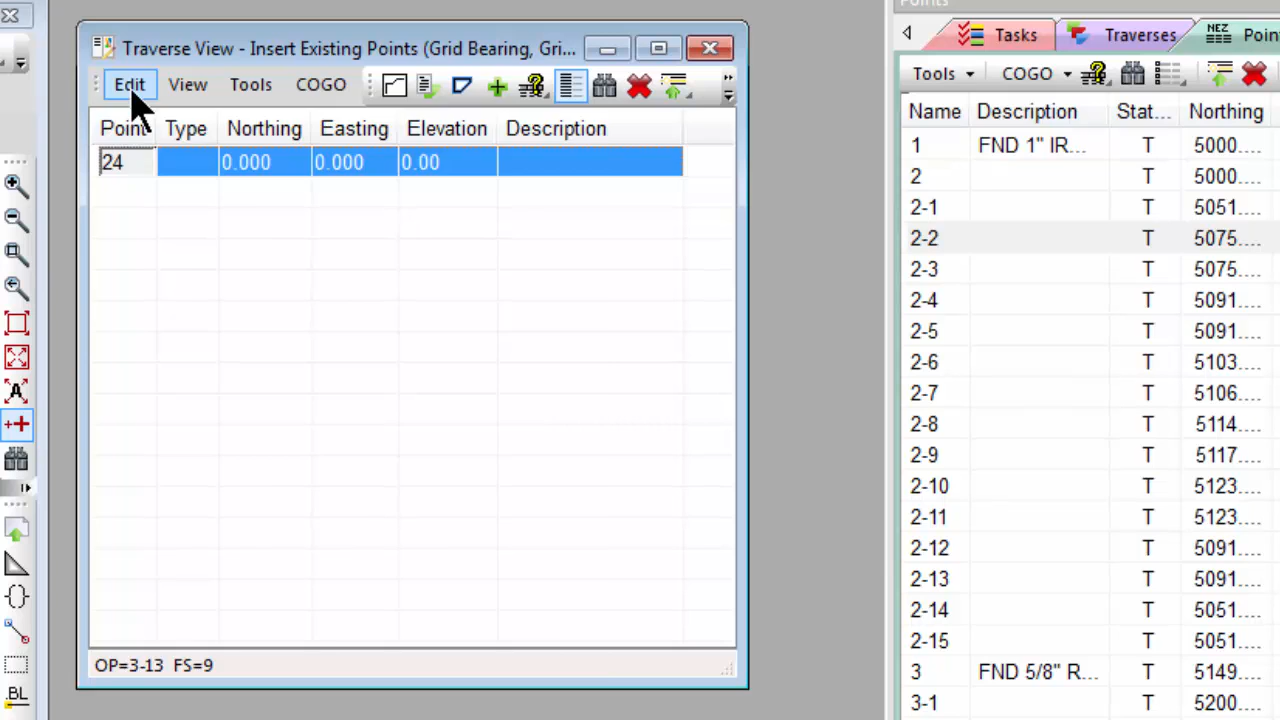 Points
Traverse View - Insert Existing Points (Grid Bearing, Gri...
NEZ
Tasks Traverses Poin
Edit View Tools COGO
Tools COGO
Point Type Northing Easting Elevation Description
24 0.000 0.000 0.00
OP=3-13 FS=9
A
.BL
Name Description Stat... Northing
1 FND 1" IR... T 5000....
2 T 5000....
2-1 T 5051....
2-2 T 5075....
2-3 T 5075....
2-4 T 5091....
2-5 T 5091....
2-6 T 5103....
2-7 T 5106....
2-8 T 5114....
2-9 T 5117....
2-10 T 5123....
2-11 T 5123....
2-12 T 5091....
2-13 T 5091....
2-14 T 5051....
2-15 T 5051....
3 FND 5/8" R... T 5149....
3-1 T 5200....